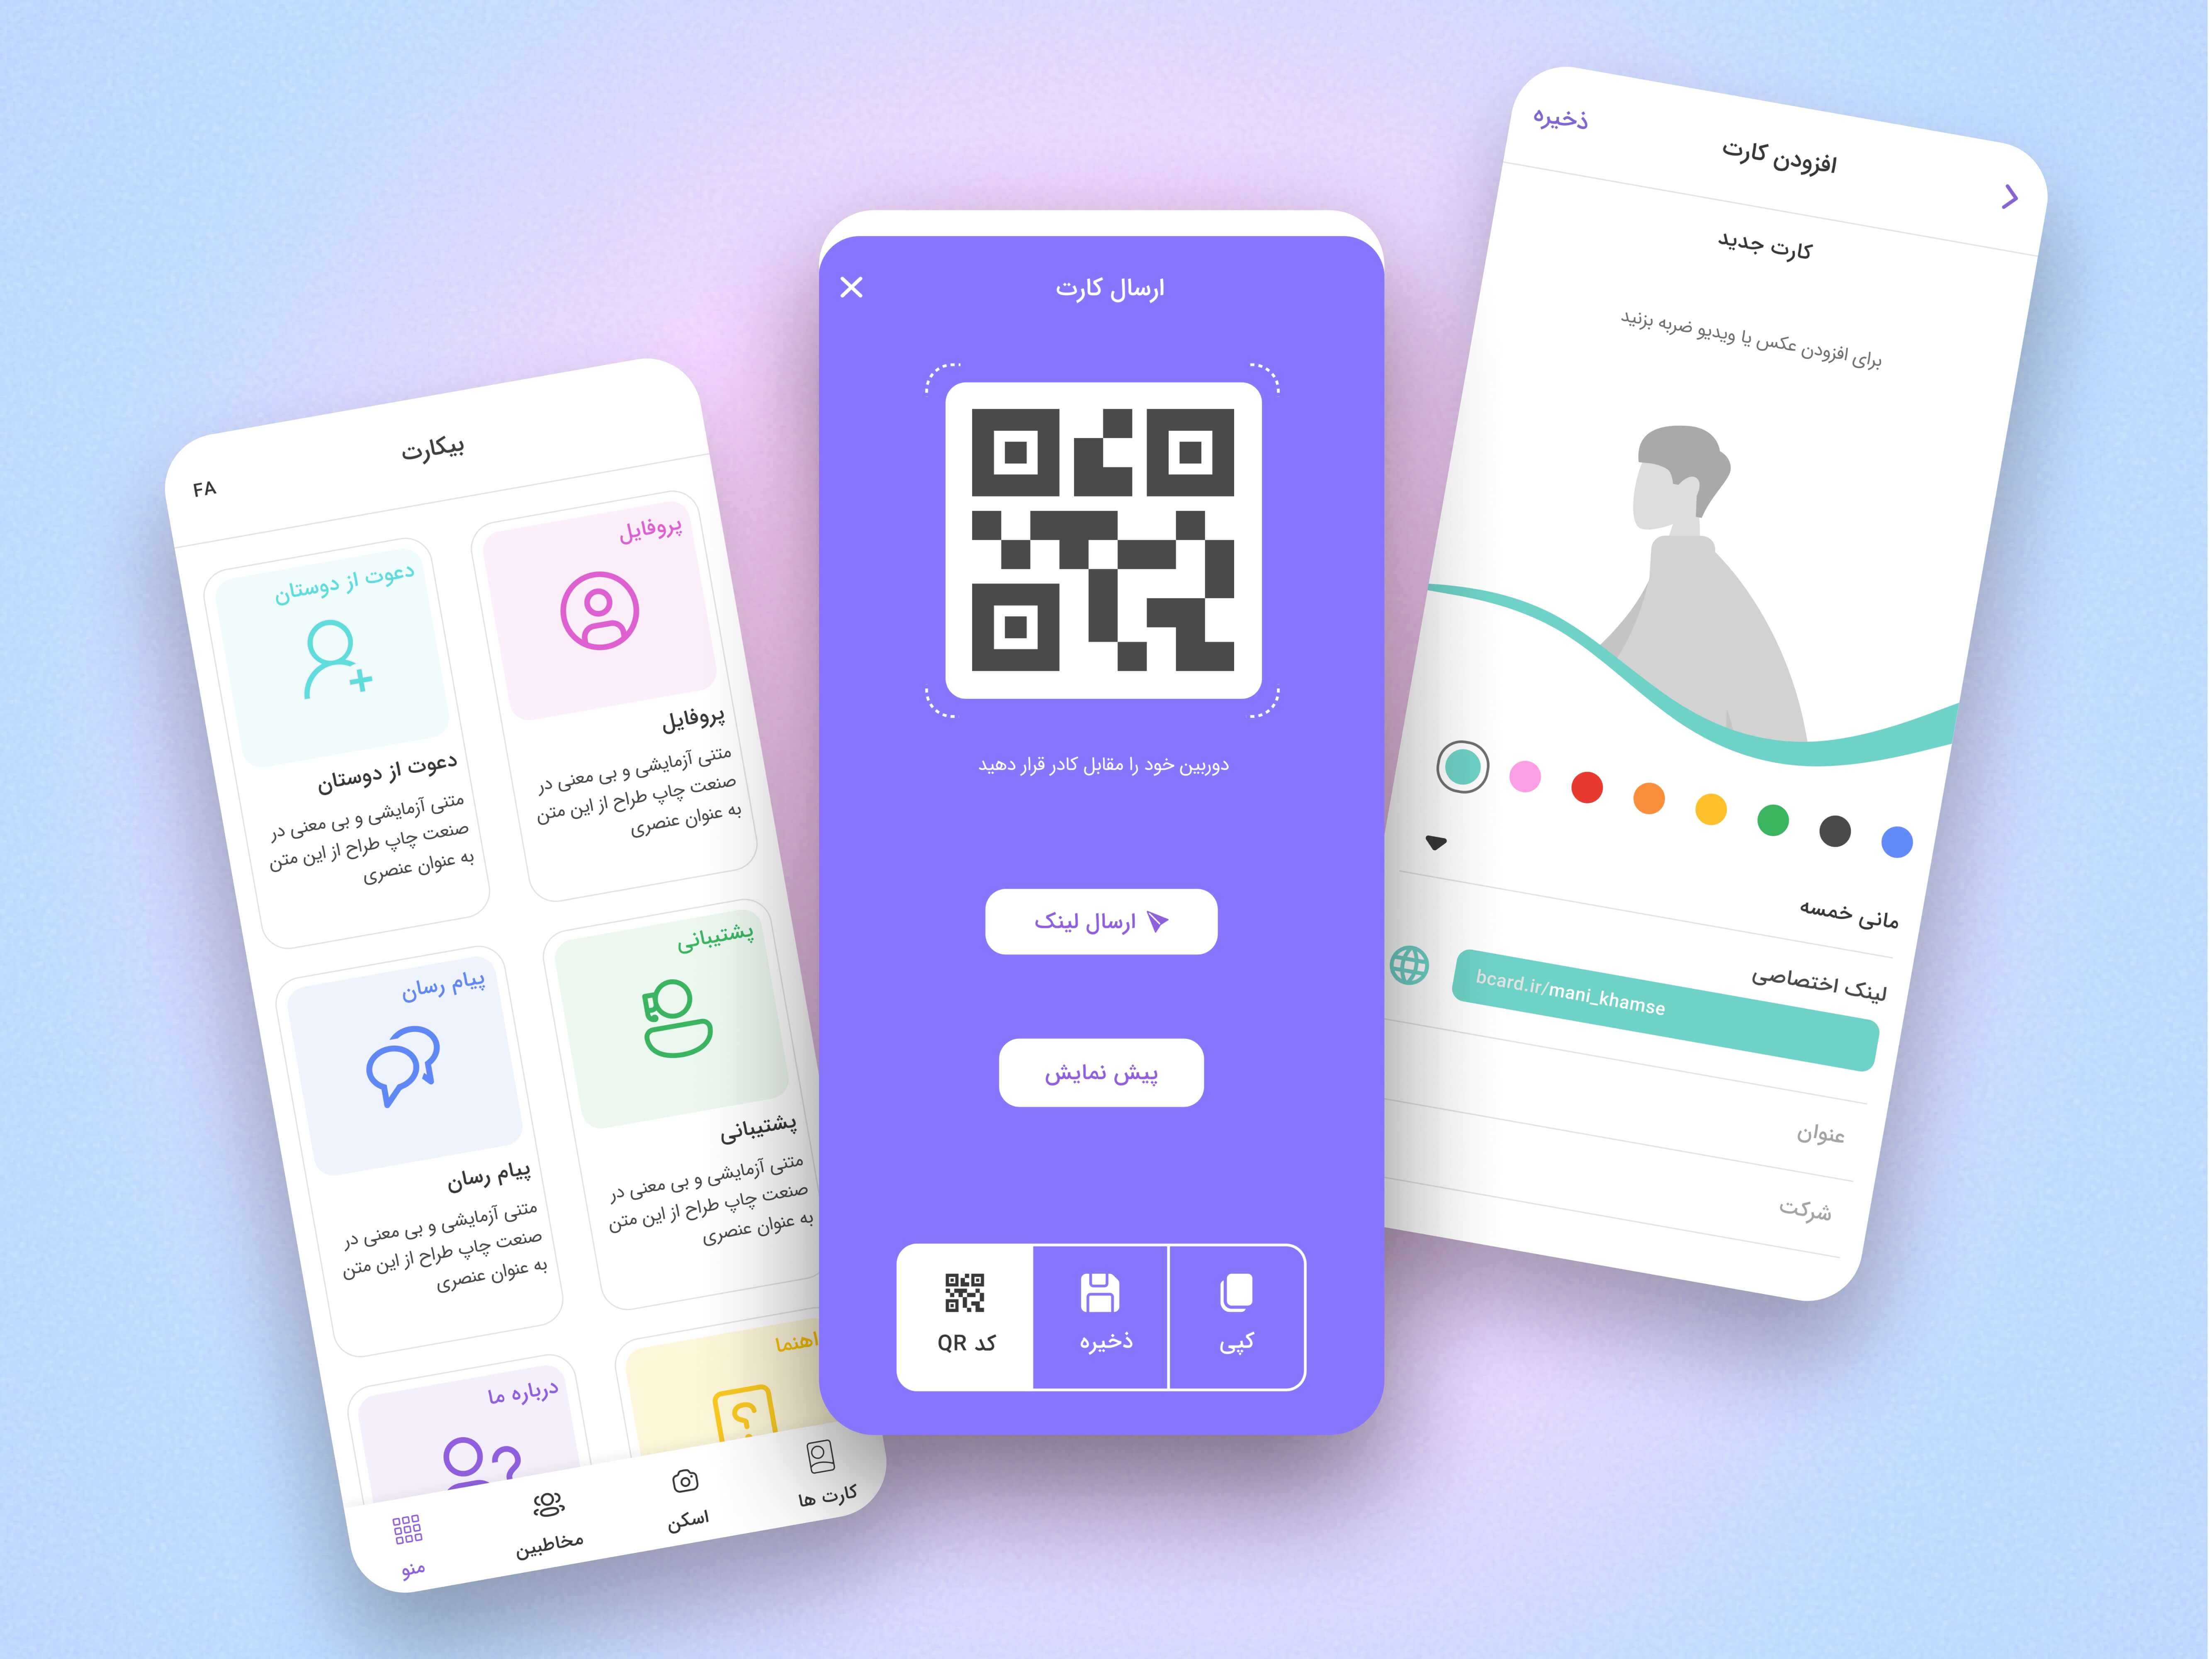 بیکارت
FA
پروفایل
پروفایل
متنی آزمایشی و بی معنی در
صنعت چاپ طراح از این متن
به عنوان عنصری
دعوت از دوستان
دعوت از دوستان
متنی آزمایشی و بی معنی در
صنعت چاپ طراح از این متن
به عنوان عنصری
پشتیبانی
پشتیبانی
متنی آزمایشی و بی معنی در
صنعت چاپ طراح از این متن
به عنوان عنصری
پیام رسان
پیام رسان
متنی آزمایشی و بی معنی در
صنعت چاپ طراح از این متن
به عنوان عنصری
اهنما
درباره ما
کارت ها
اسکن
مخاطبین
منو
ارسال کارت
دوربین خود را مقابل کادر قرار دهید
ارسال لینک
پیش نمایش
کپی
ذخیره
کد QR
افزودن کارت
ذخیره
کارت جدید
برای افزودن عکس یا ویدیو ضربه بزنید
مانی خمسه
لینک اختصاصی
bcard.ir/mani_khamse
عنوان
شرکت